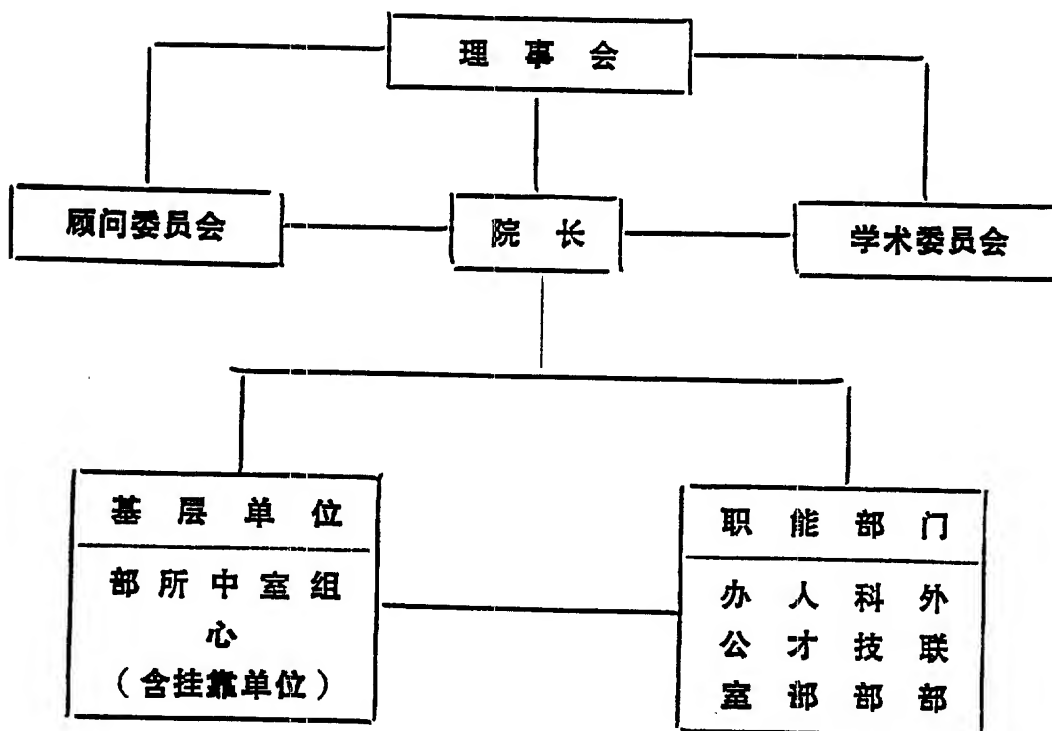 理事会
顾问委员会
院长
学术委员会
基层单位
部所中室组
心
（含挂靠单位）
职能部门
办人科外
公才技联
室部部部